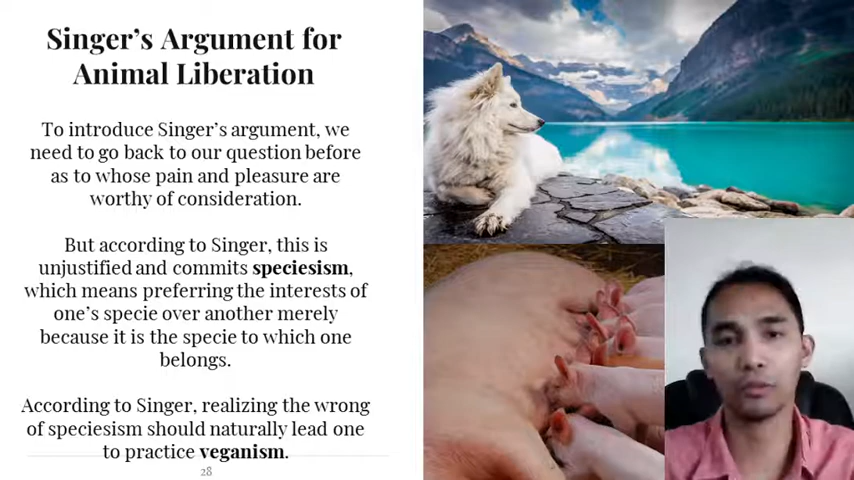 Singer's Argument for
Animal Liberation
To introduce Singer's argument, we
need to go back to our question before
as to whose pain and pleasure are
worthy of consideration.
But according to Singer, this is
unjustified and commits speciesism,
which means preferring the interests of
one's specie over another merely
because it is the specie to which one
belongs.
According to Singer, realizing the wrong
of speciesism should naturally lead one
to practice veganism.
28